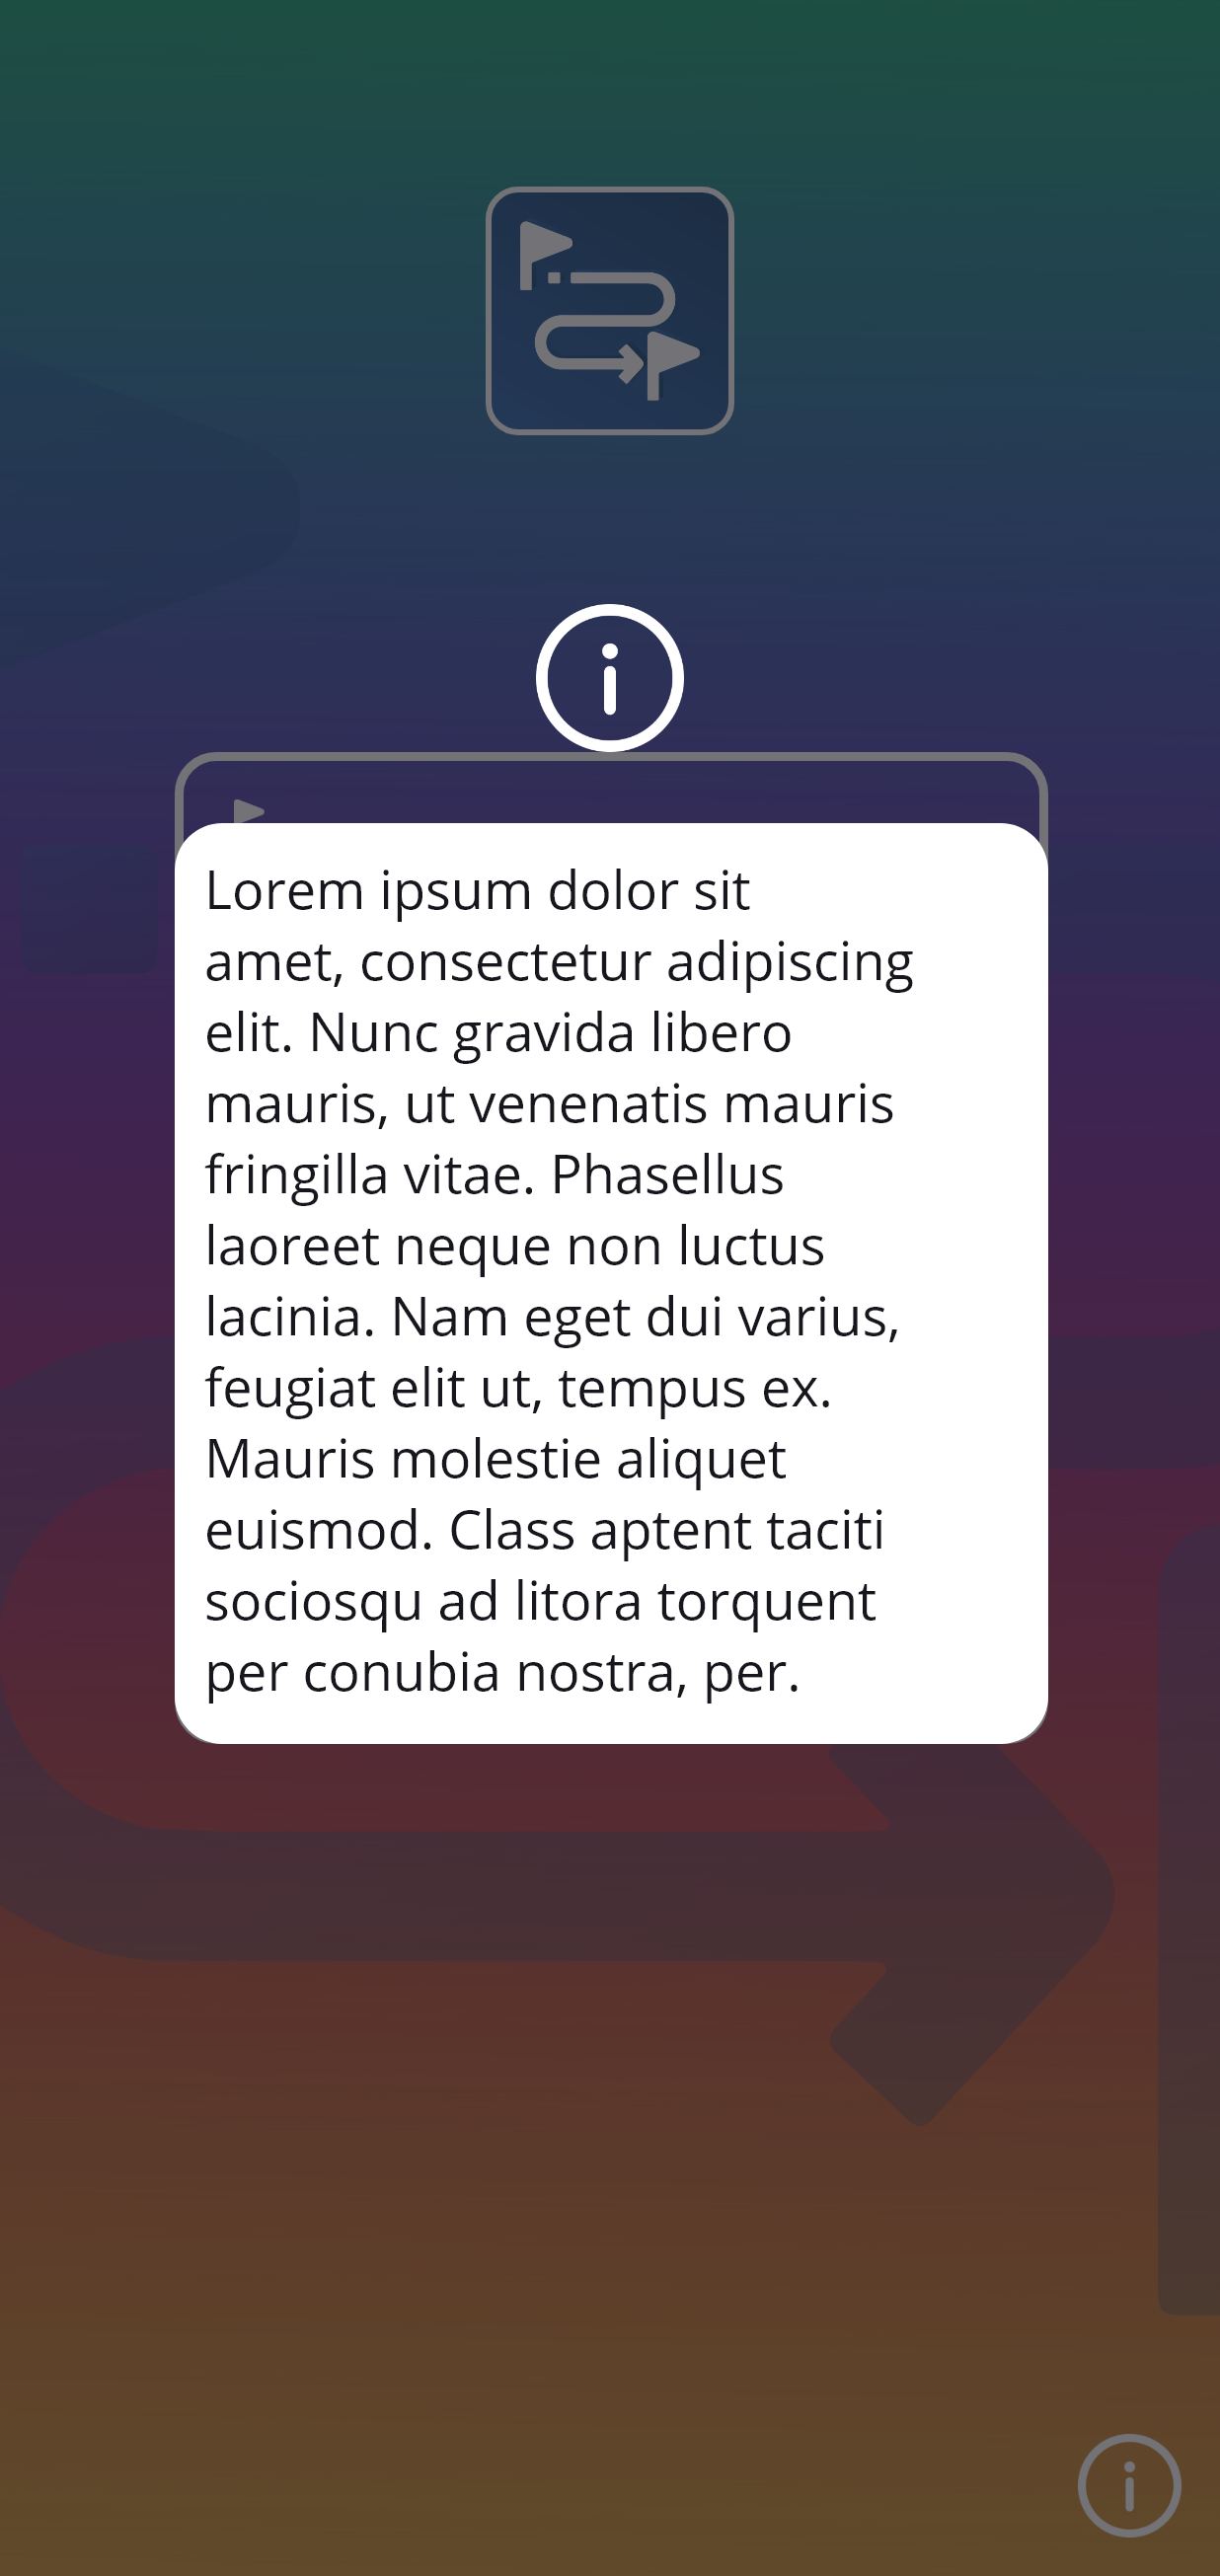 Lorem ipsum dolor sit
amet, consectetur adipiscing
elit. Nunc gravida libero
mauris, ut venenatis mauris
fringilla vitae. Phasellus
laoreet neque non luctus
lacinia. Nam eget dui varius,
feugiat elit ut, tempus ex.
Mauris molestie aliquet
euismod. Class aptent taciti
sociosqu ad litora torquent
per conubia nostra, per.